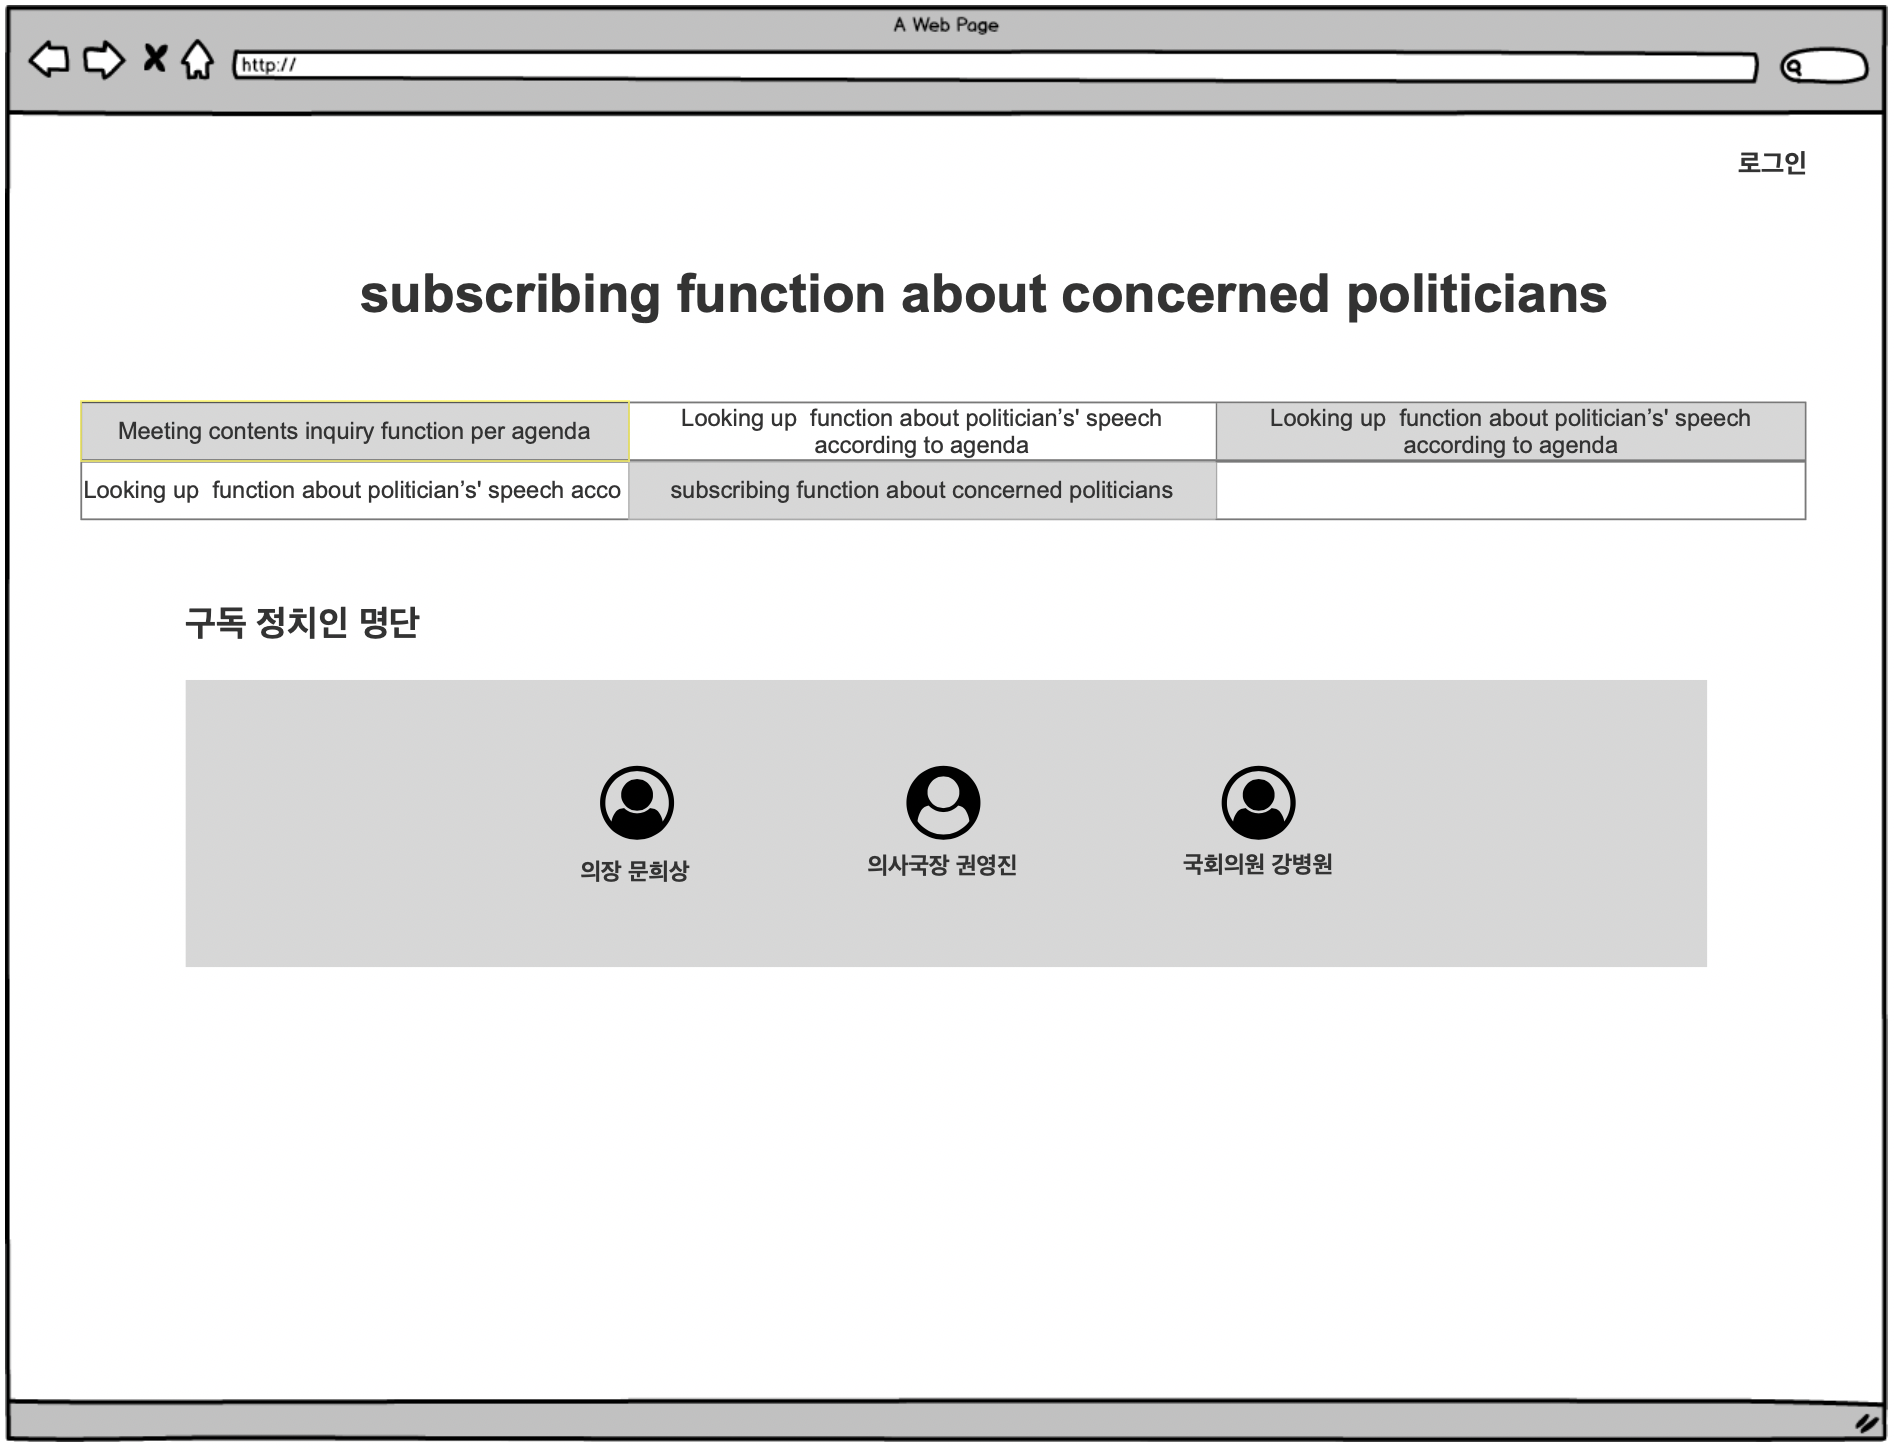 A Web Page
http://
로그인
subscribing function about concerned politicians
Meeting contents inquiry function per agenda
Looking up  function about politician’s' speech
according to agenda
Looking up  function about politician’s' speech
according to agenda
Looking up  function about politician’s' speech acco
subscribing function about concerned politicians
구독 정치인 명단
의장 문희상
의사국장 권영진
국회의원 강병원